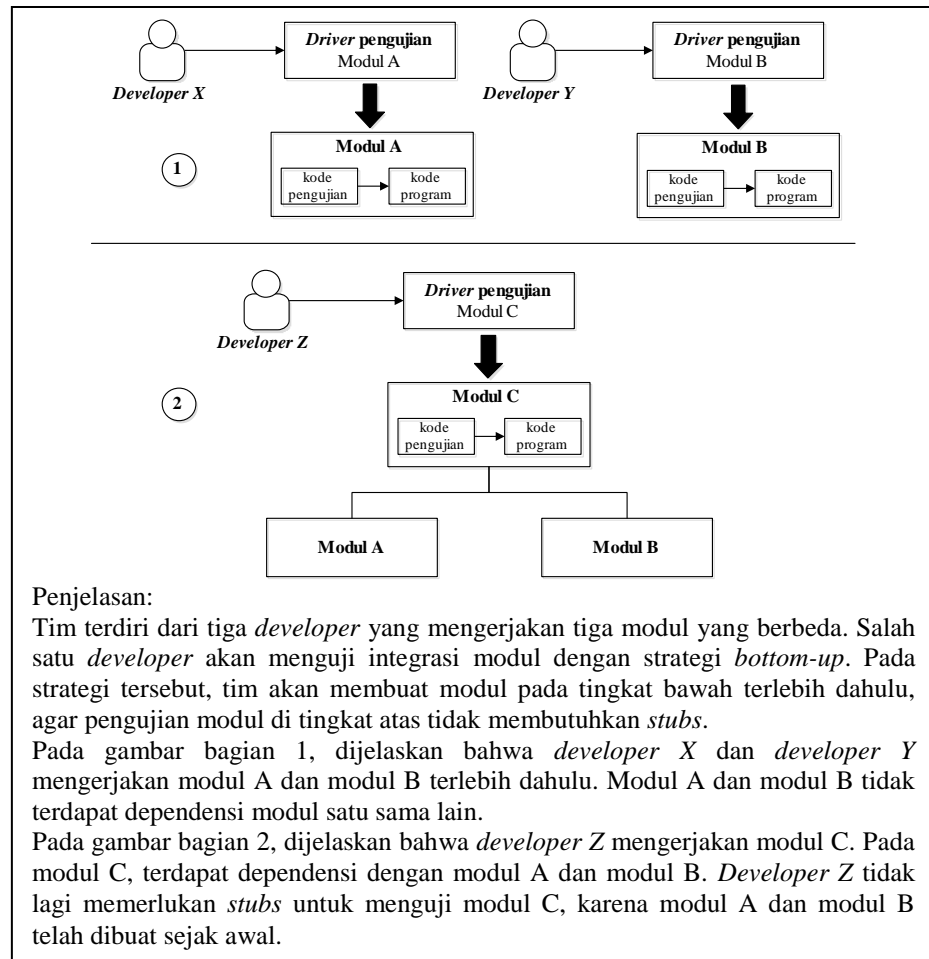 Driver pengujian
Modul A
Driver pengujian
Modul B
Developer X
Developer Y
1
Modul A
kode
pengujian
kode
program
Modul B
kode
pengujian
kode
program
Driver pengujian
Modul C
Developer Z
2
Modul C
kode
pengujian
kode
program
Modul A
Modul B
Penjelasan:
Tim terdiri dari tiga developer yang mengerjakan tiga modul yang berbeda. Salah
satu developer akan menguji integrasi modul dengan strategi bottom-up. Pada
strategi tersebut, tim akan membuat modul pada tingkat bawah terlebih dahulu,
agar pengujian modul di tingkat atas tidak membutuhkan stubs.
Pada gambar bagian 1, dijelaskan bahwa developer X dan developer Y
mengerjakan modul A dan modul B terlebih dahulu. Modul A dan modul B tidak
terdapat dependensi modul satu sama lain.
Pada gambar bagian 2, dijelaskan bahwa developer Z mengerjakan modul C. Pada
modul C, terdapat dependensi dengan modul A dan modul B. Developer Z tidak
lagi memerlukan stubs untuk menguji modul C, karena modul A dan modul B
telah dibuat sejak awal.